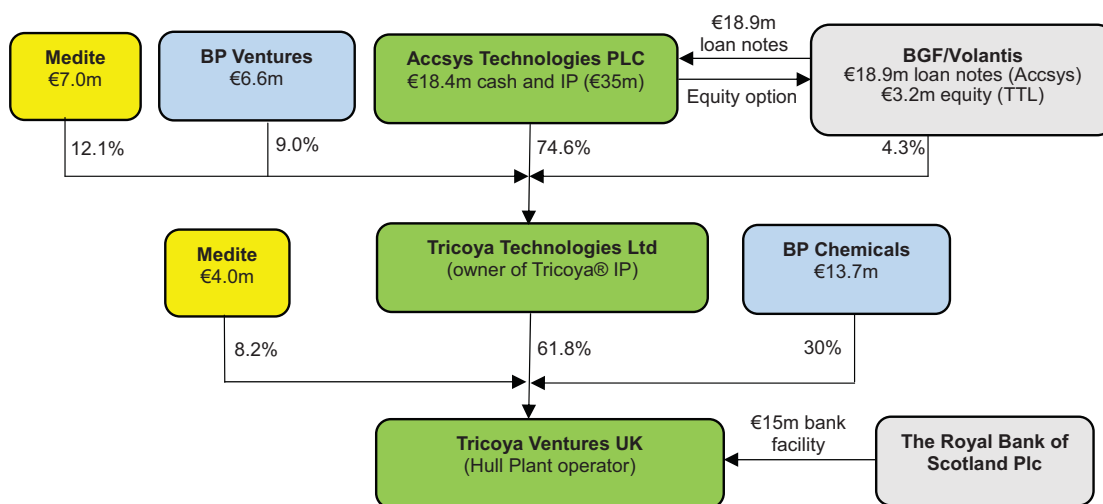 Medite
€7.0m
BP Ventures
€6.6m
Accsys Technologies PLC
€18.4m cash and IP (€35m)
€18.9m
loan notes
Equity option
BGF/Volantis
€18.9m loan notes (Accsys)
€3.2m equity (TTL)
12.1%
9.0%
74.6%
4.3%
Medite
€4.0m
Tricoya Technologies Ltd
(owner of Tricoya® IP)
BP Chemicals
€13.7m
8.2%
61.8%
30%
Tricoya Ventures UK
(Hull Plant operator)
€15m bank
facility
The Royal Bank of
Scotland Plc